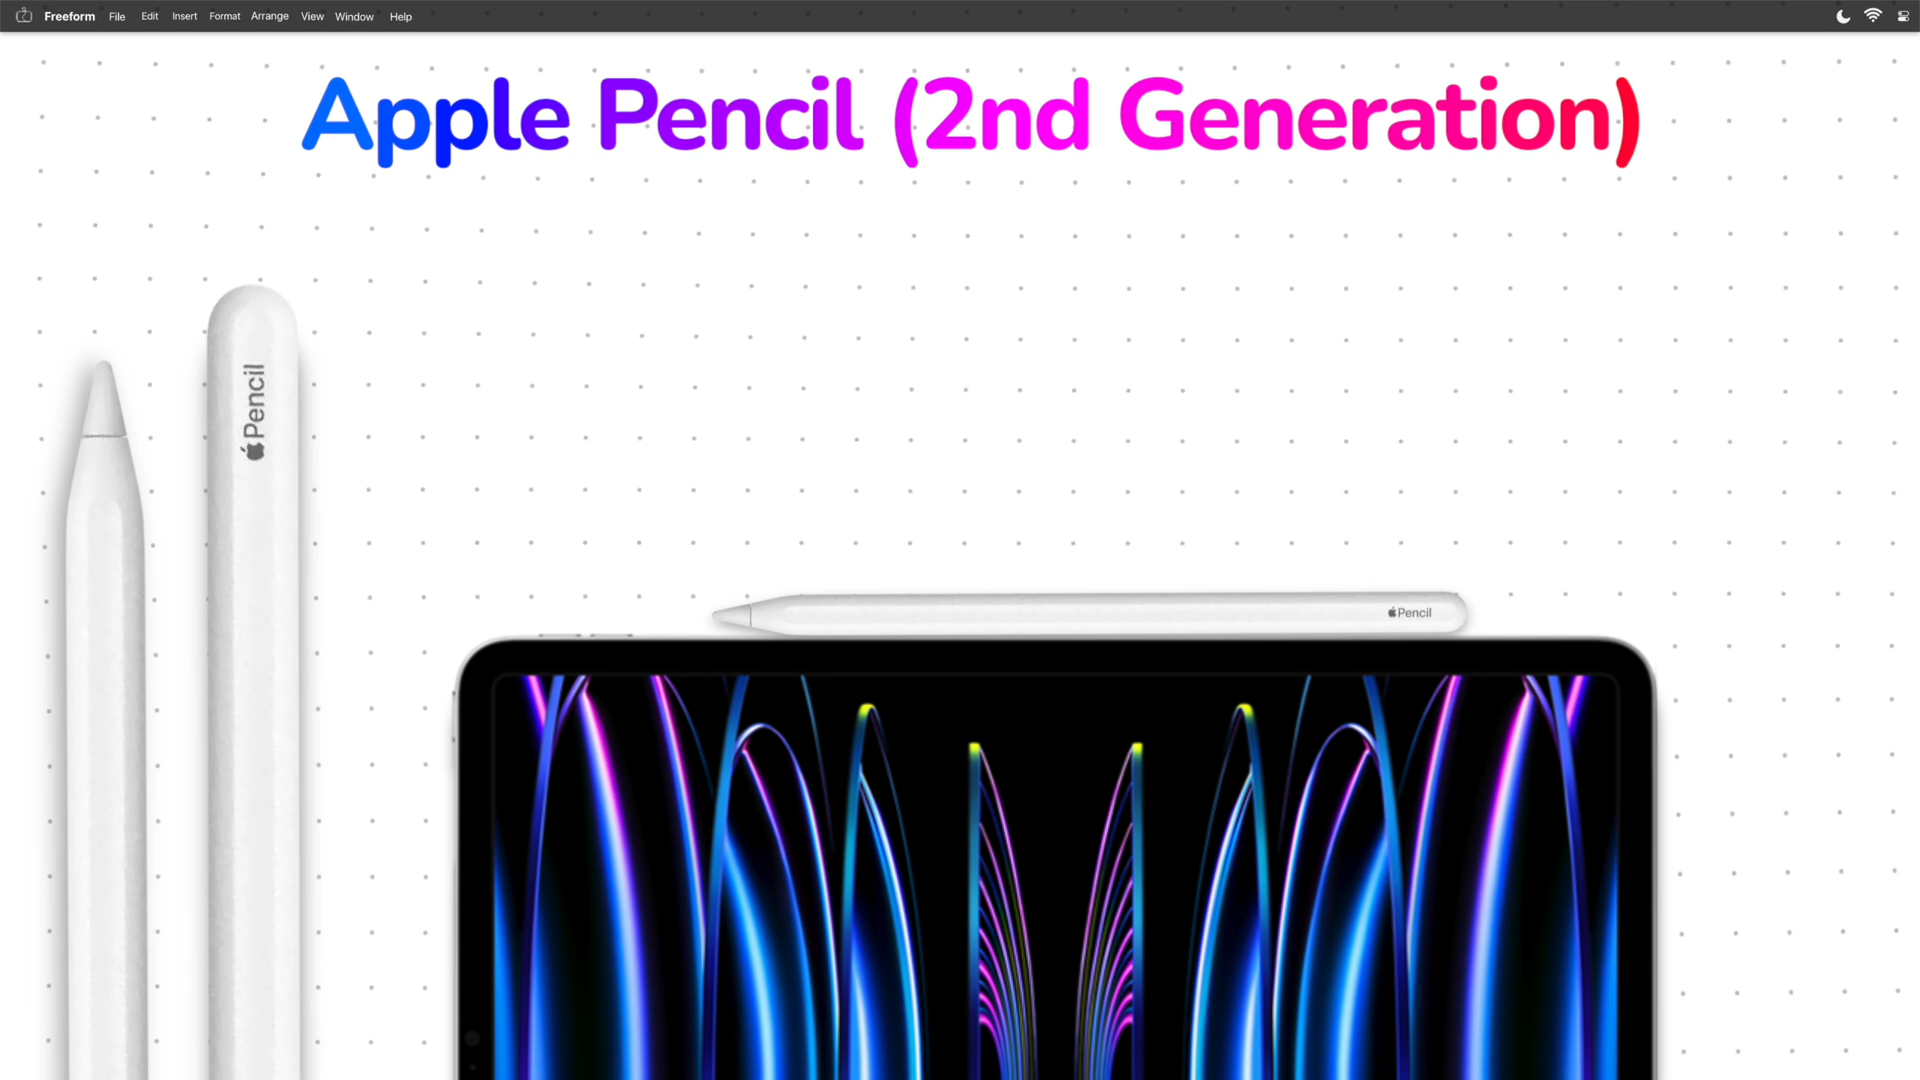 Freeform File Edit Insert Format Arrange View Window Help
Apple Pencil (2nd Generation)
Pencil
Pencil